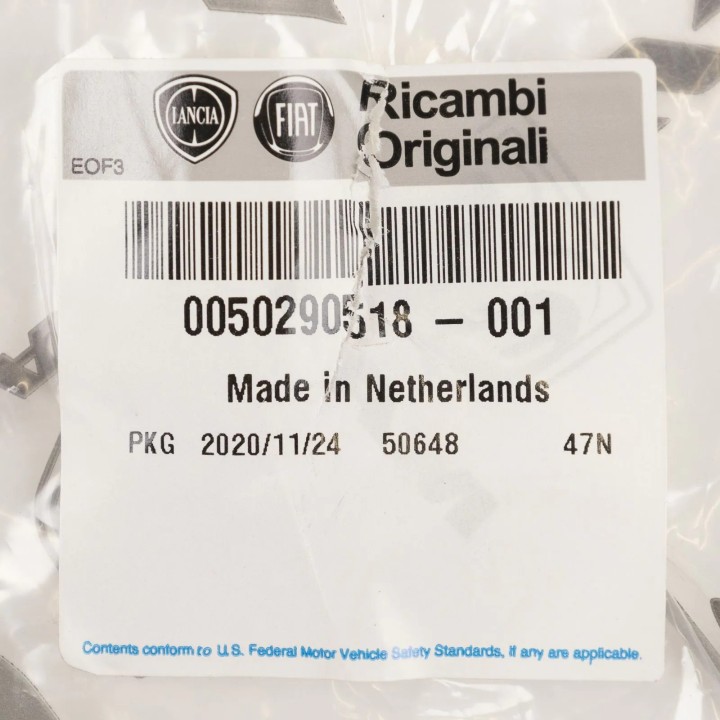 LANCIA FIAT Ricambi
Originali
EOF3
0050290518 – 001
Made in Netherlands
PKG 2020/11/24 50648 47N
Contents conform to U.S. Federal Motor Vehicle Safety Standards, if any are applicable.